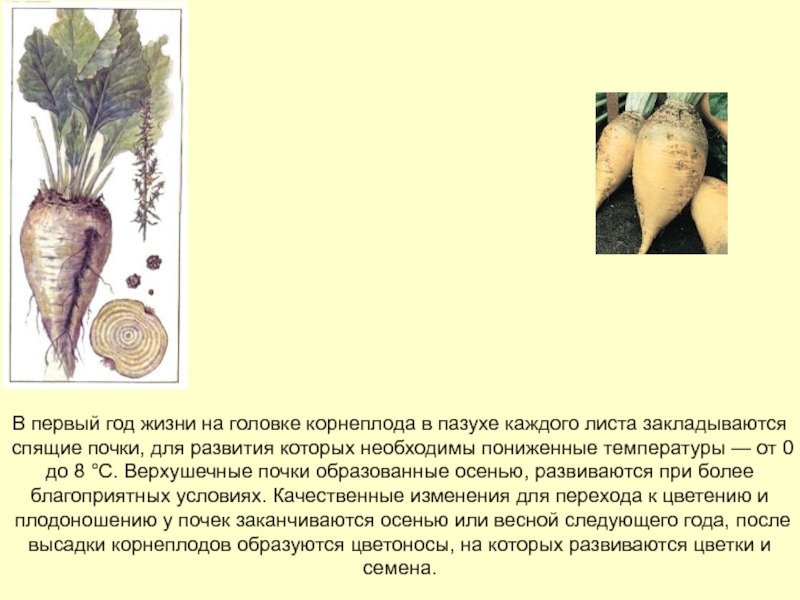 В первый год жизни на головке корнеплода в пазухе каждого листа закладываются
спящие почки, для развития которых необходимы пониженные температуры — от 0
до 8 °С. Верхушечные почки образованные осенью, развиваются при более
благоприятных условиях. Качественные изменения для перехода к цветению и
плодоношению у почек заканчиваются осенью или весной следующего года, после
высадки корнеплодов образуются цветоносы, на которых развиваются цветки и
семена.